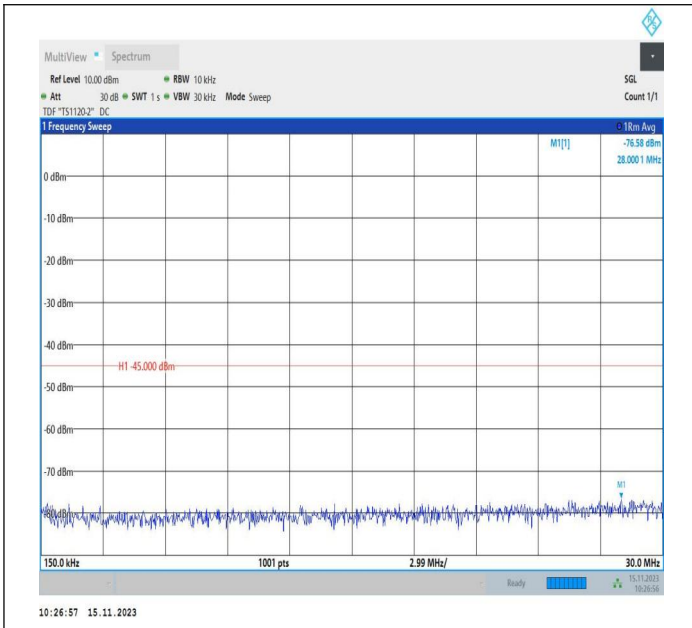 R S
MultiView Spectrum
Ref Level 10.00 dBm RBW 10 kHz SGL
Att 30 dB SWT 1 s VBW 30 kHz Mode Sweep Count 1/1
TDF "TS1120-2" DC
1 Frequency Sweep 1Rm Avg
M1[1] -76.58 dBm
28.0001 MHz
0 dBm
-10 dBm
-20 dBm
-30 dBm
-40 dBm
H1 -45.000 dBm
-50 dBm
-60 dBm
-70 dBm
M1
-80 dBm
150.0 kHz 1001 pts 2.99 MHz/ 30.0 MHz
Ready 15.11.2023
10:26:56
10:26:57 15.11.2023